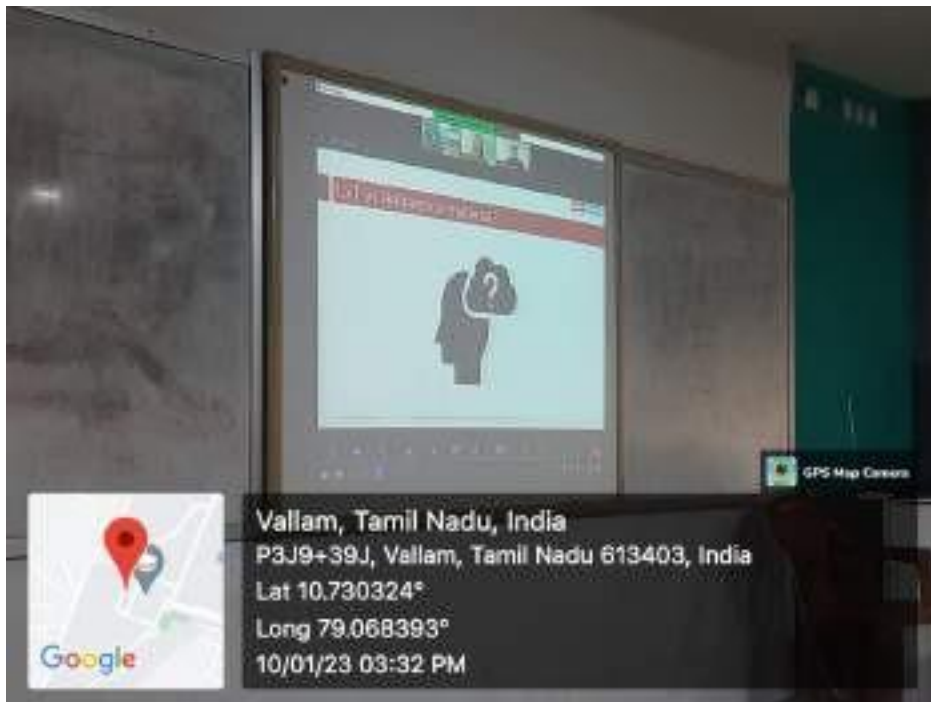 ?
GPS Map Camera
Vallam, Tamil Nadu, India
P3J9+39J, Vallam, Tamil Nadu 613403, India
Lat 10.730324°
Long 79.068393°
10/01/23 03:32 PM
Google